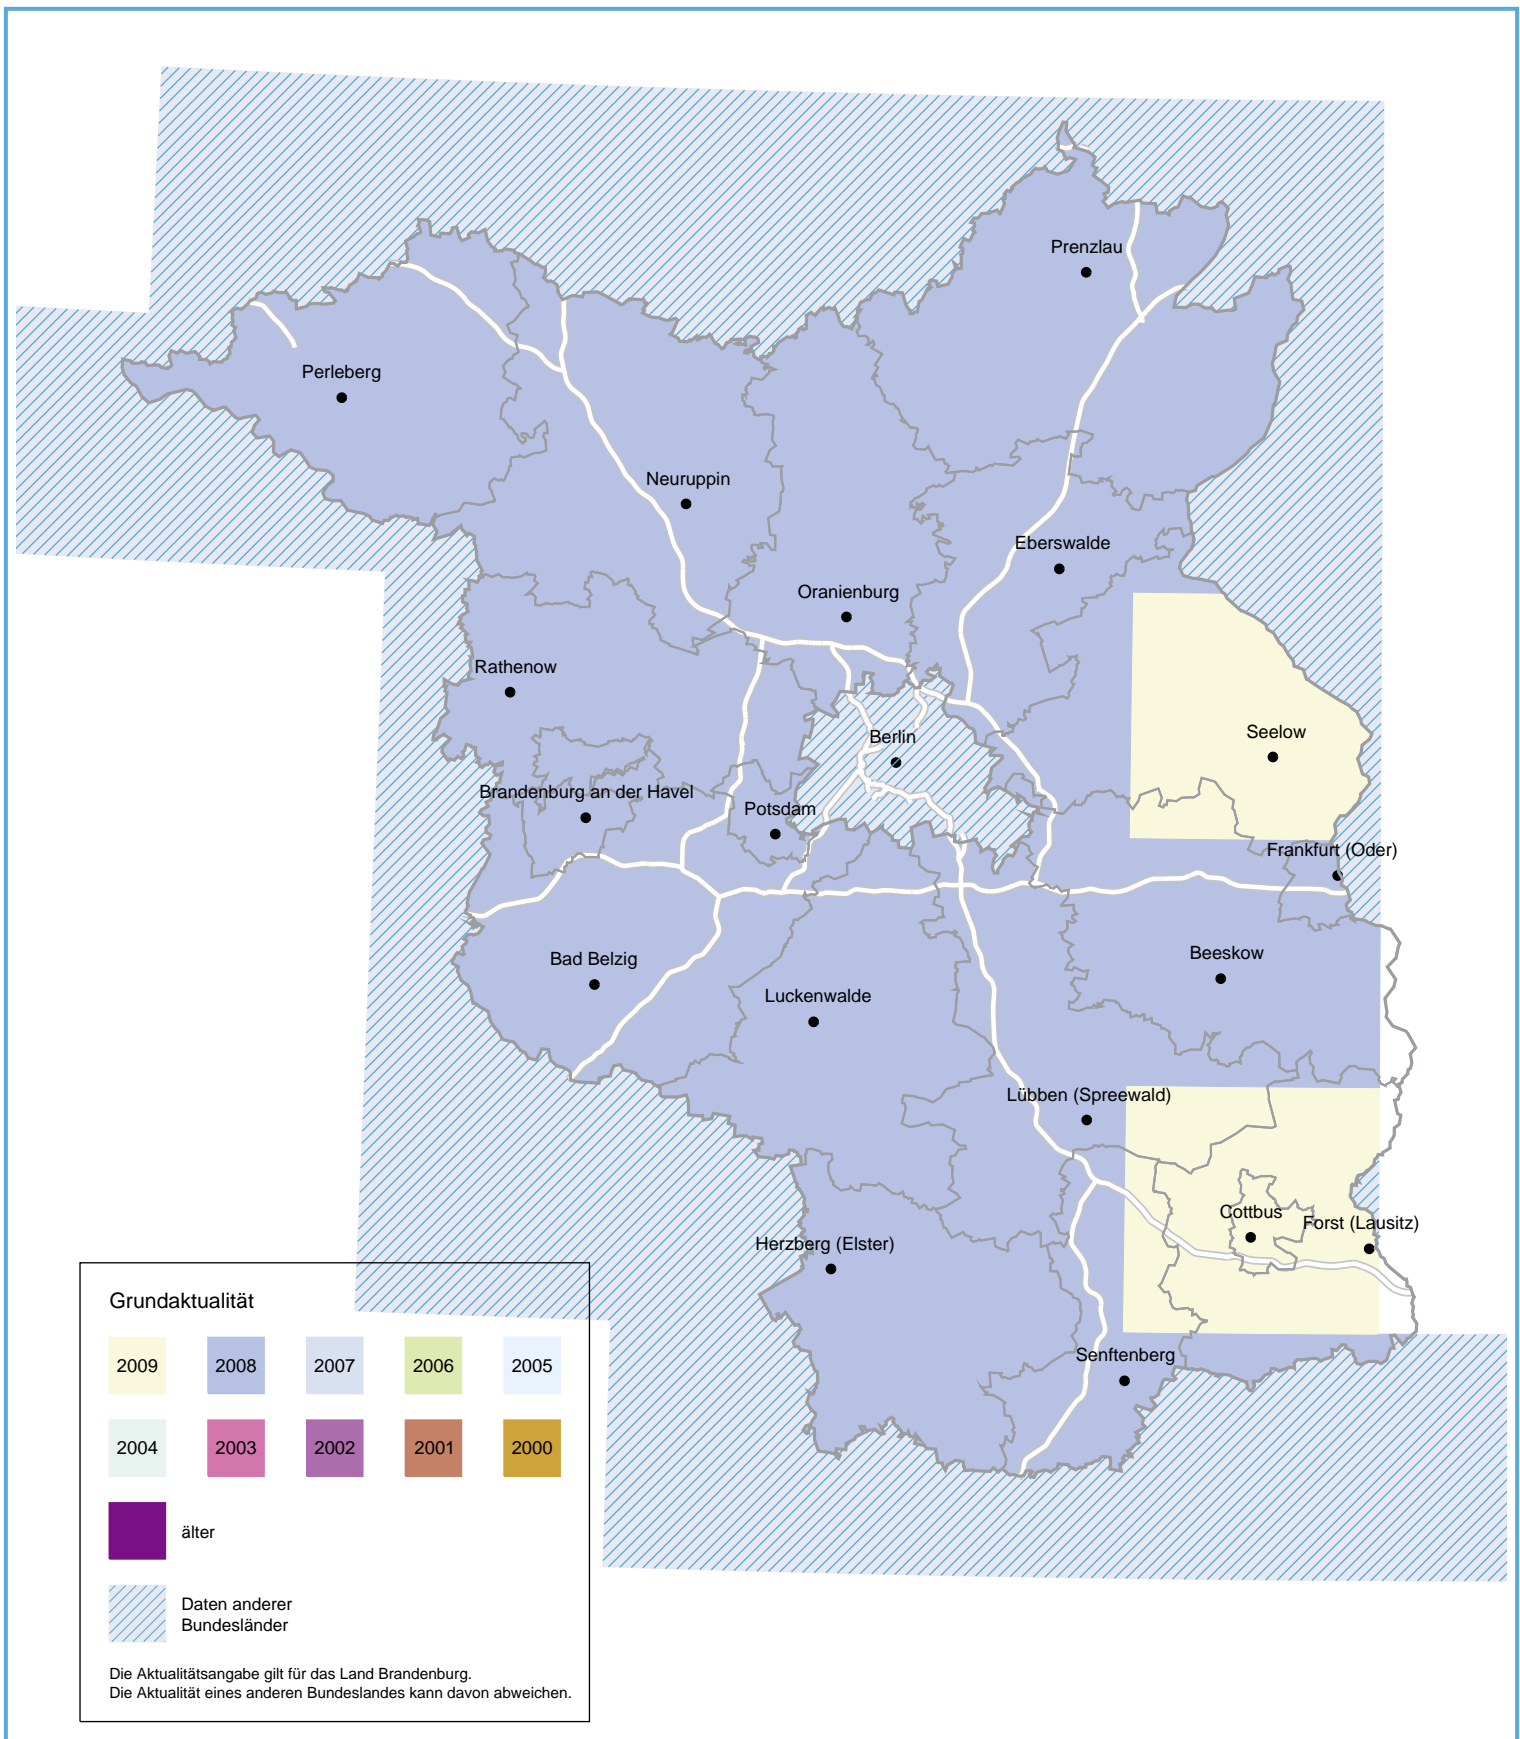 Prenzlau
Perleberg
Neuruppin
Eberswalde
Oranienburg
Rathenow
Seelow
Berlin
Brandenburg an der Havel
Potsdam
Frankfurt (Oder)
Bad Belzig
Beeskow
Luckenwalde
Lübben (Spreewald)
Cottbus
Forst (Lausitz)
Herzberg (Elster)
Senftenberg
Grundaktualität
2009
2008
2007
2006
2005
2004
2003
2002
2001
2000
älter
Daten anderer
Bundesländer
Die Aktualitätsangabe gilt für das Land Brandenburg.
Die Aktualität eines anderen Bundeslandes kann davon abweichen.